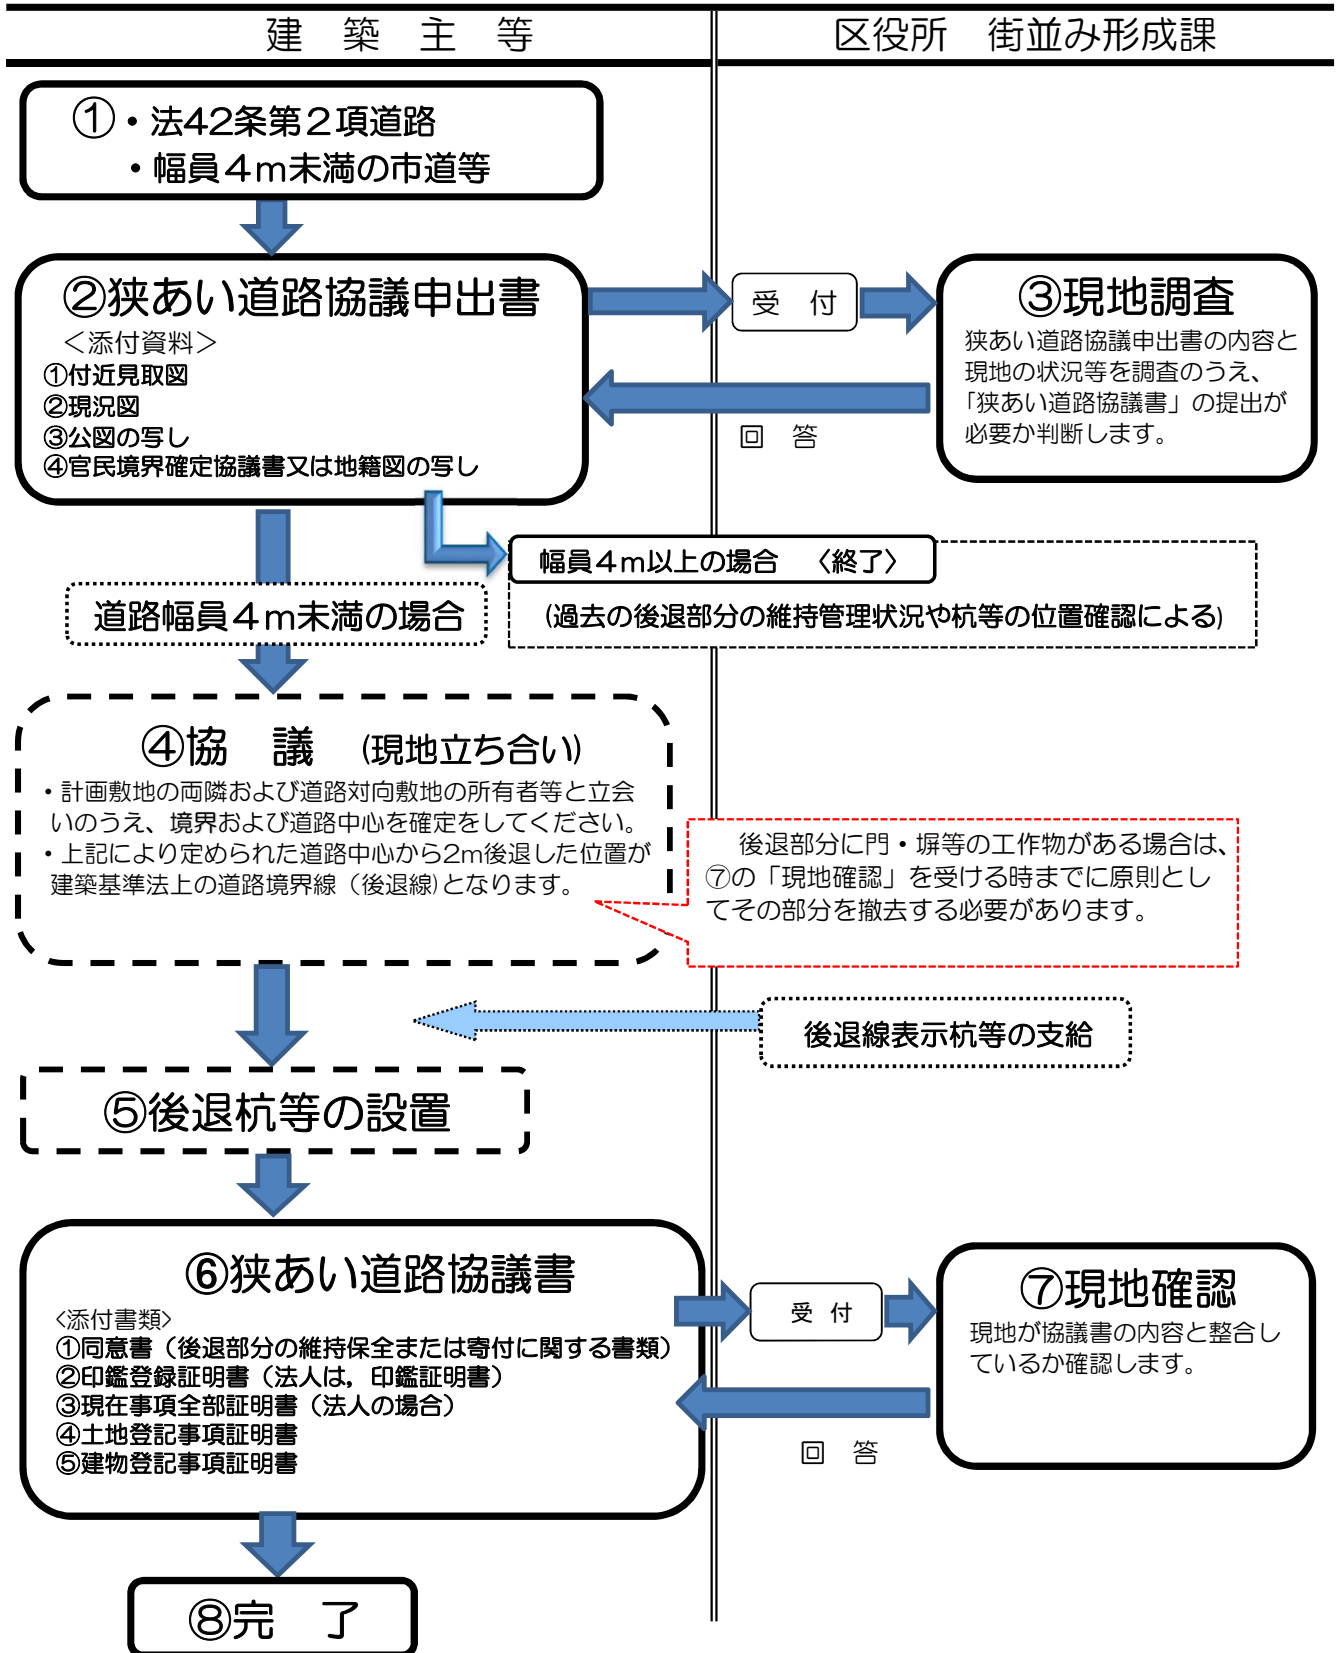 建　築　主　等
区役所　街並み形成課
①・法42条第２項道路
・幅員４ｍ未満の市道等
②狭あい道路協議申出書
＜添付資料＞
①付近見取図
②現況図
③公図の写し
④官民境界確定協議書又は地籍図の写し
受　付
③現地調査
狭あい道路協議申出書の内容と
現地の状況等を調査のうえ、
「狭あい道路協議書」の提出が
必要か判断します。
回　答
幅員４ｍ以上の場合　〈終了〉
(過去の後退部分の維持管理状況や杭等の位置確認による)
道路幅員４ｍ未満の場合
④協　議　(現地立ち合い)
・計画敷地の両隣および道路対向敷地の所有者等と立会
いのうえ、境界および道路中心を確定をしてください。
・上記により定められた道路中心から2ｍ後退した位置が
建築基準法上の道路境界線（後退線)となります。
後退部分に門・塀等の工作物がある場合は、
⑦の「現地確認」を受ける時までに原則とし
てその部分を撤去する必要があります。
後退線表示杭等の支給
⑤後退杭等の設置
⑥狭あい道路協議書
<添付書類>
①同意書（後退部分の維持保全または寄付に関する書類）
②印鑑登録証明書（法人は，印鑑証明書）
③現在事項全部証明書（法人の場合）
④土地登記事項証明書
⑤建物登記事項証明書
受　付
⑦現地確認
現地が協議書の内容と整合し
ているか確認します。
回　答
⑧完　了